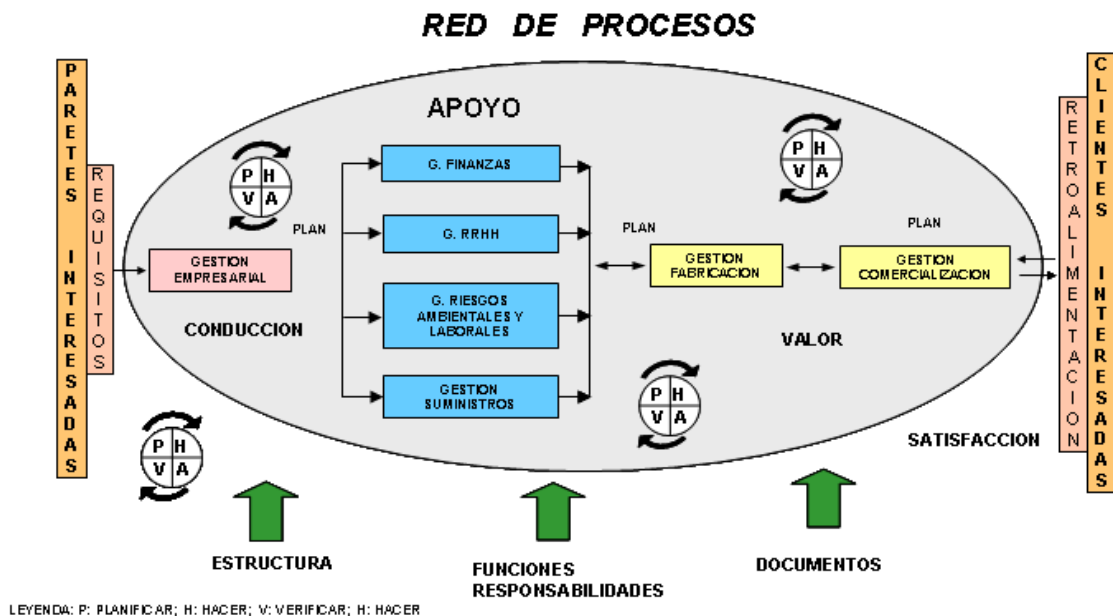 RED DE PROCESOS
PARETES INTERESADAS
REQUISITOS
CLIENTES INTERESADAS
RETROALIMENTACION
APOYO
P H
V A
P H
V A
G. FINANZAS
PLAN
G. RRHH
PLAN
PLAN
GESTION
EMPRESARIAL
GESTION
FABRICACION
GESTION
COMERCIALIZACION
G. RIESGOS
AMBIENTALES Y
LABORALES
CONDUCCION
VALOR
GESTION
SUMINISTROS
P H
V A
P H
V A
SATISFACCION
ESTRUCTURA
FUNCIONES
RESPONSABILIDADES
DOCUMENTOS
LEYENDA: P: PLANIFICAR; H: HACER; V: VERIFICAR; H: HACER